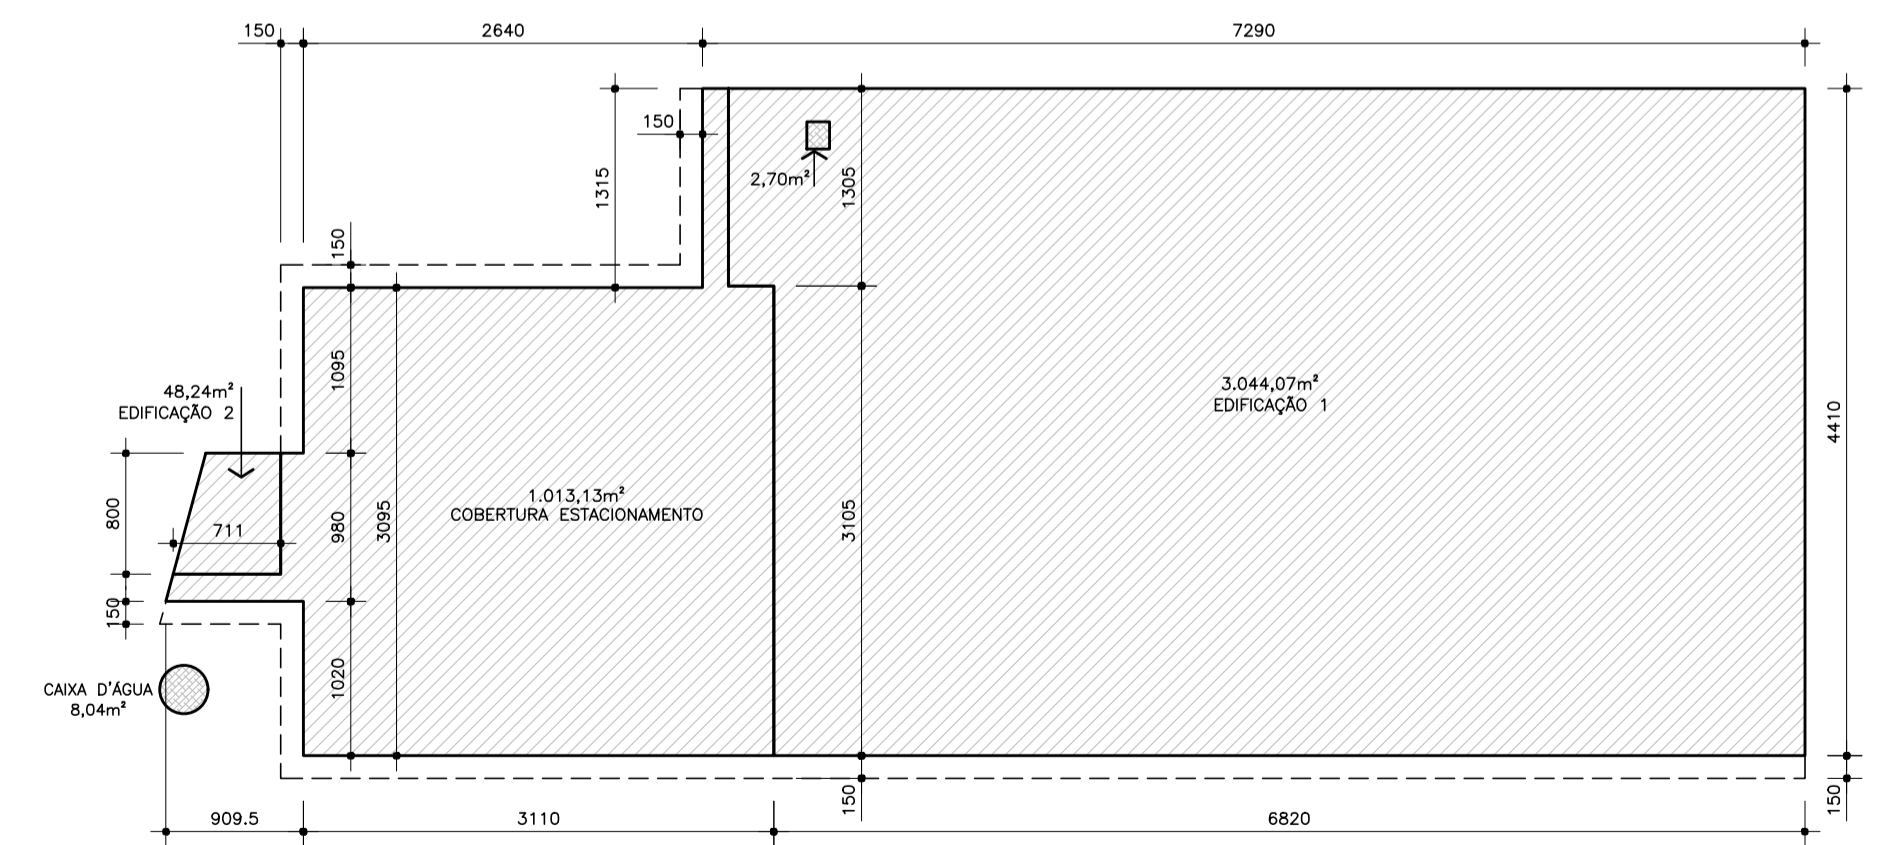 150
2640
7290
150
1315
2,70m²
1305
150
1095
48,24m²
EDIFICAÇÃO 2
3.044,07m²
EDIFICAÇÃO 1
4410
800
711
980
3095
1.013,13m²
COBERTURA ESTACIONAMENTO
3105
150
1020
CAIXA D'ÁGUA
8,04m²
150
150
909.5
3110
6820